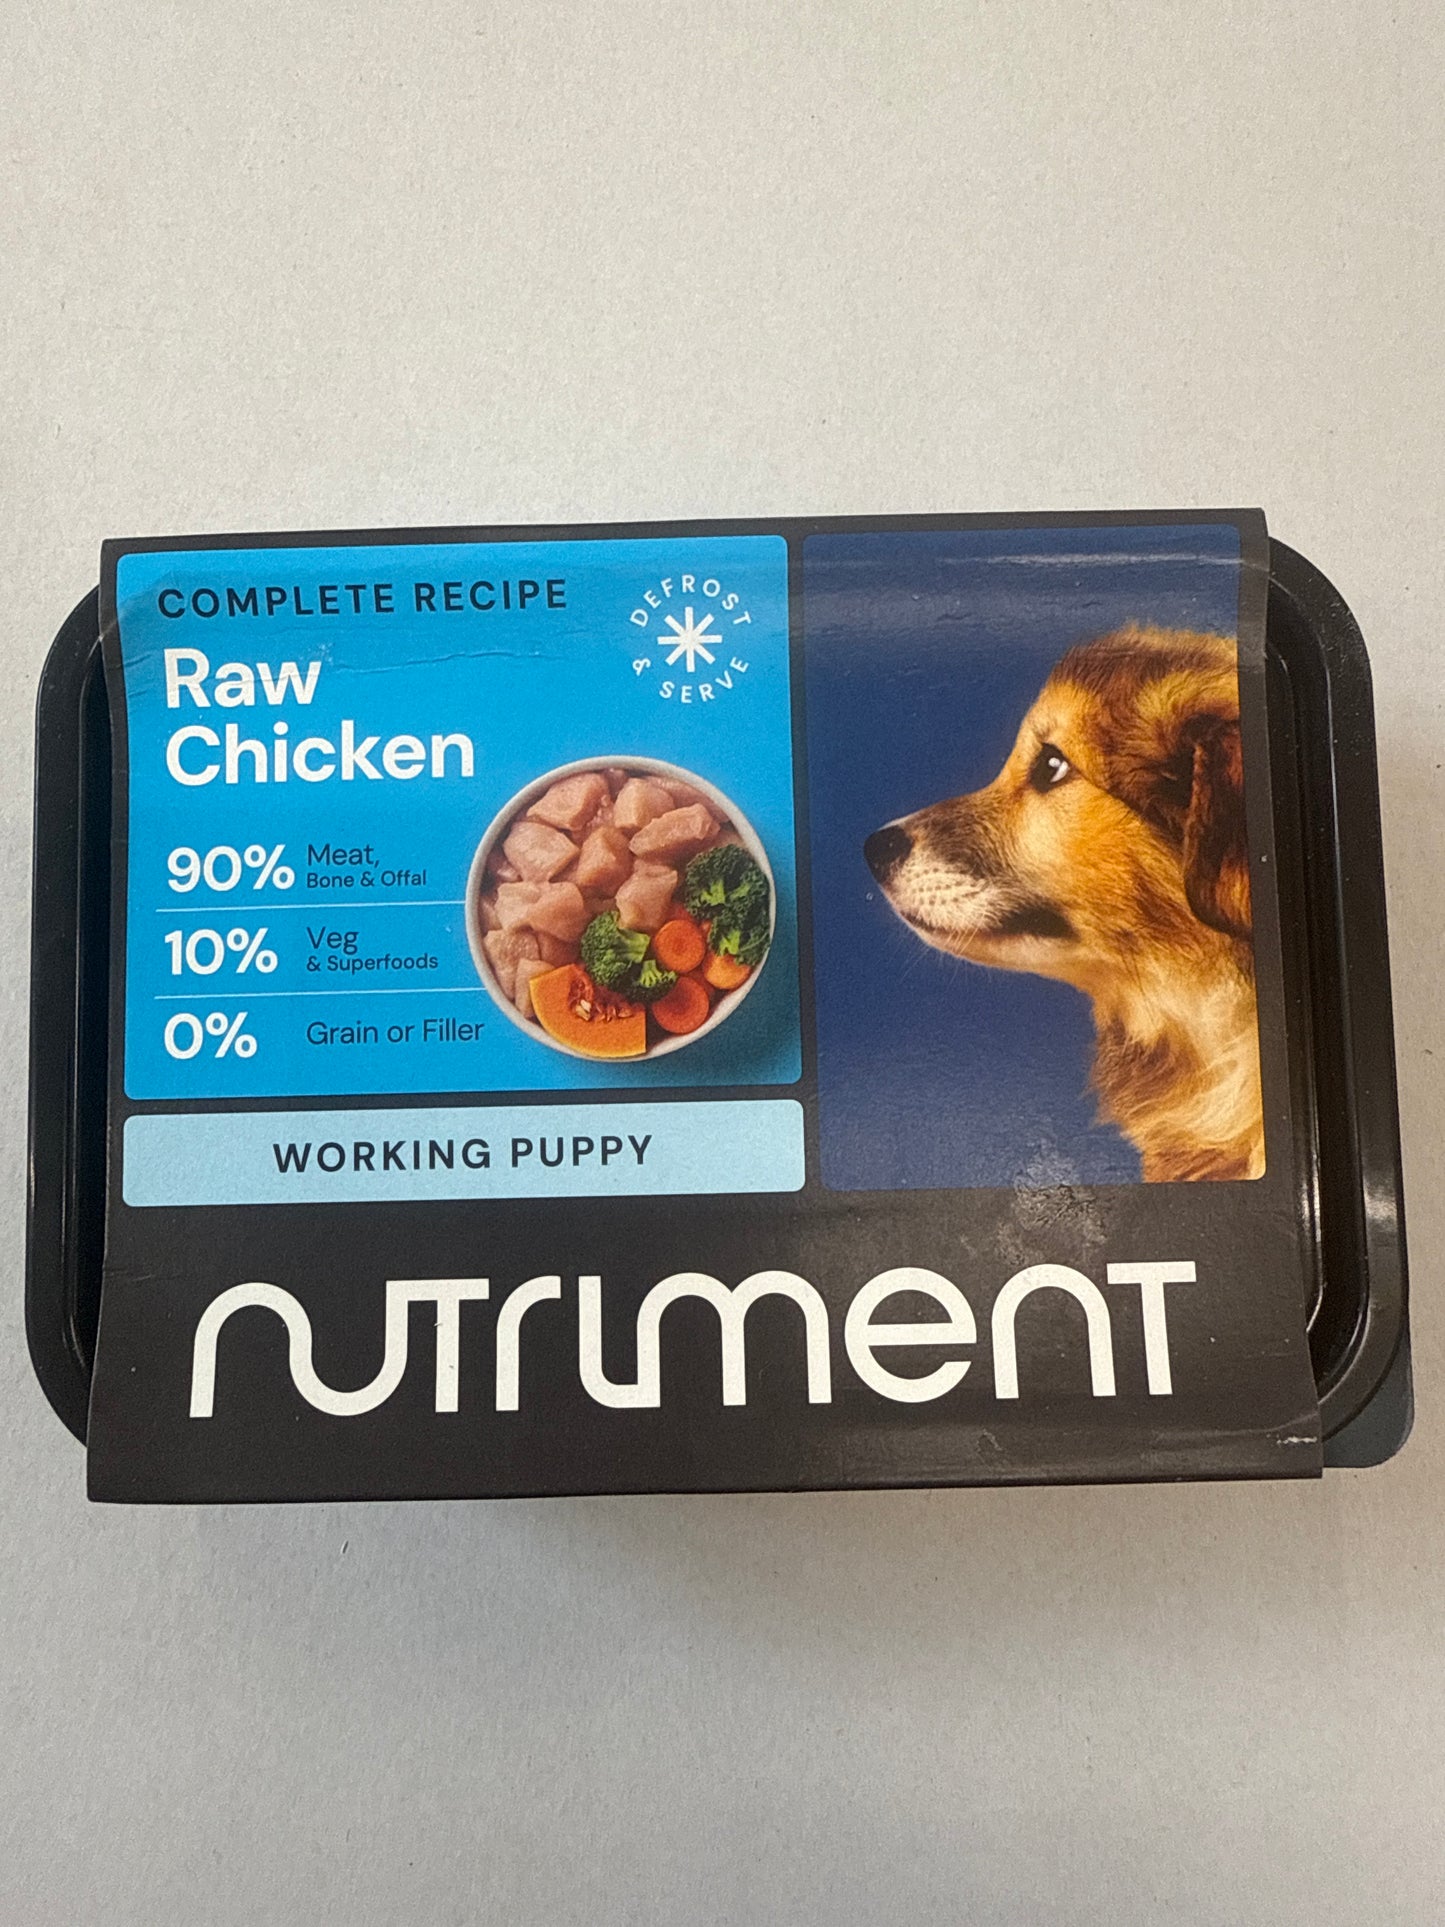 COMPLETE RECIPE
DEFROST
& SERVE
Raw
Chicken
90% Meat,
Bone & Offal
10% Veg
& Superfoods
0% Grain or Filler
WORKING PUPPY
nutriment